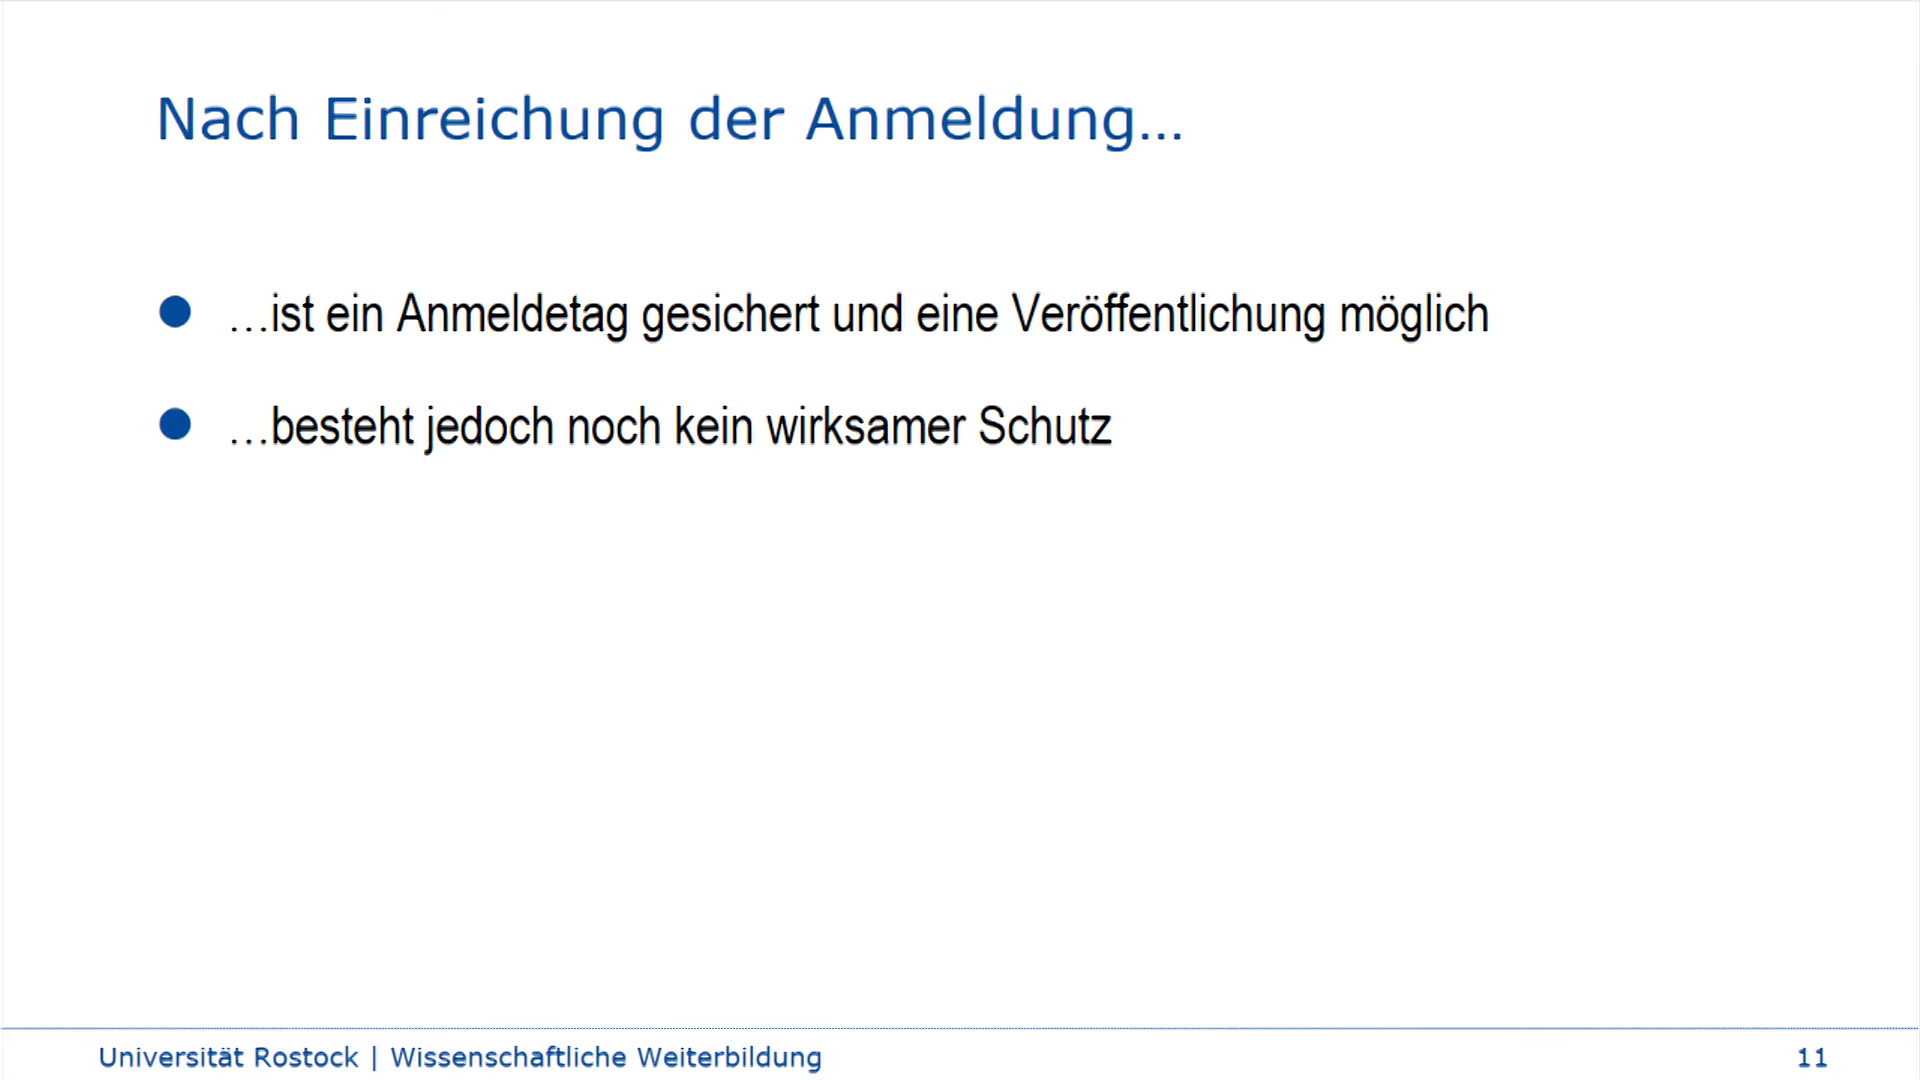 Nach Einreichung der Anmeldung...
...ist ein Anmeldetag gesichert und eine Veröffentlichung möglich
...besteht jedoch noch kein wirksamer Schutz
Universität Rostock | Wissenschaftliche Weiterbildung
11